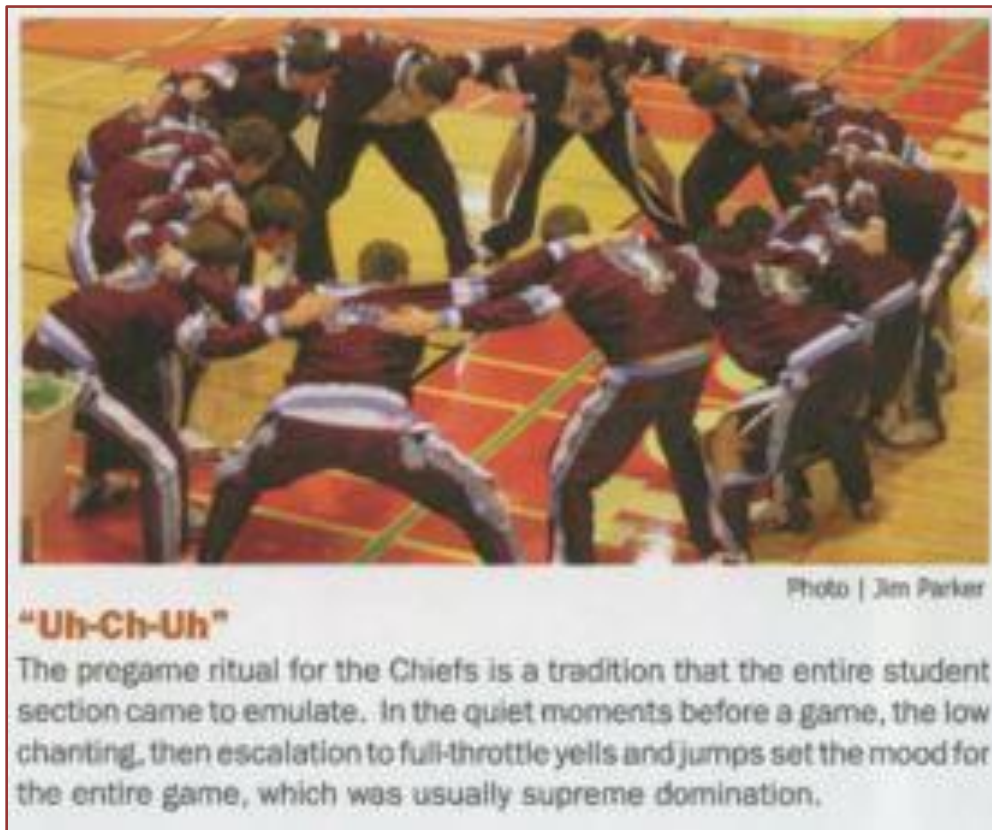 Photo | Jim Parker
“Uh-Ch-Uh”
The pregame ritual for the Chiefs is a tradition that the entire student
section came to emulate. In the quiet moments before a game, the low
chanting, then escalation to full-throttle yells and jumps set the mood for
the entire game, which was usually supreme domination.